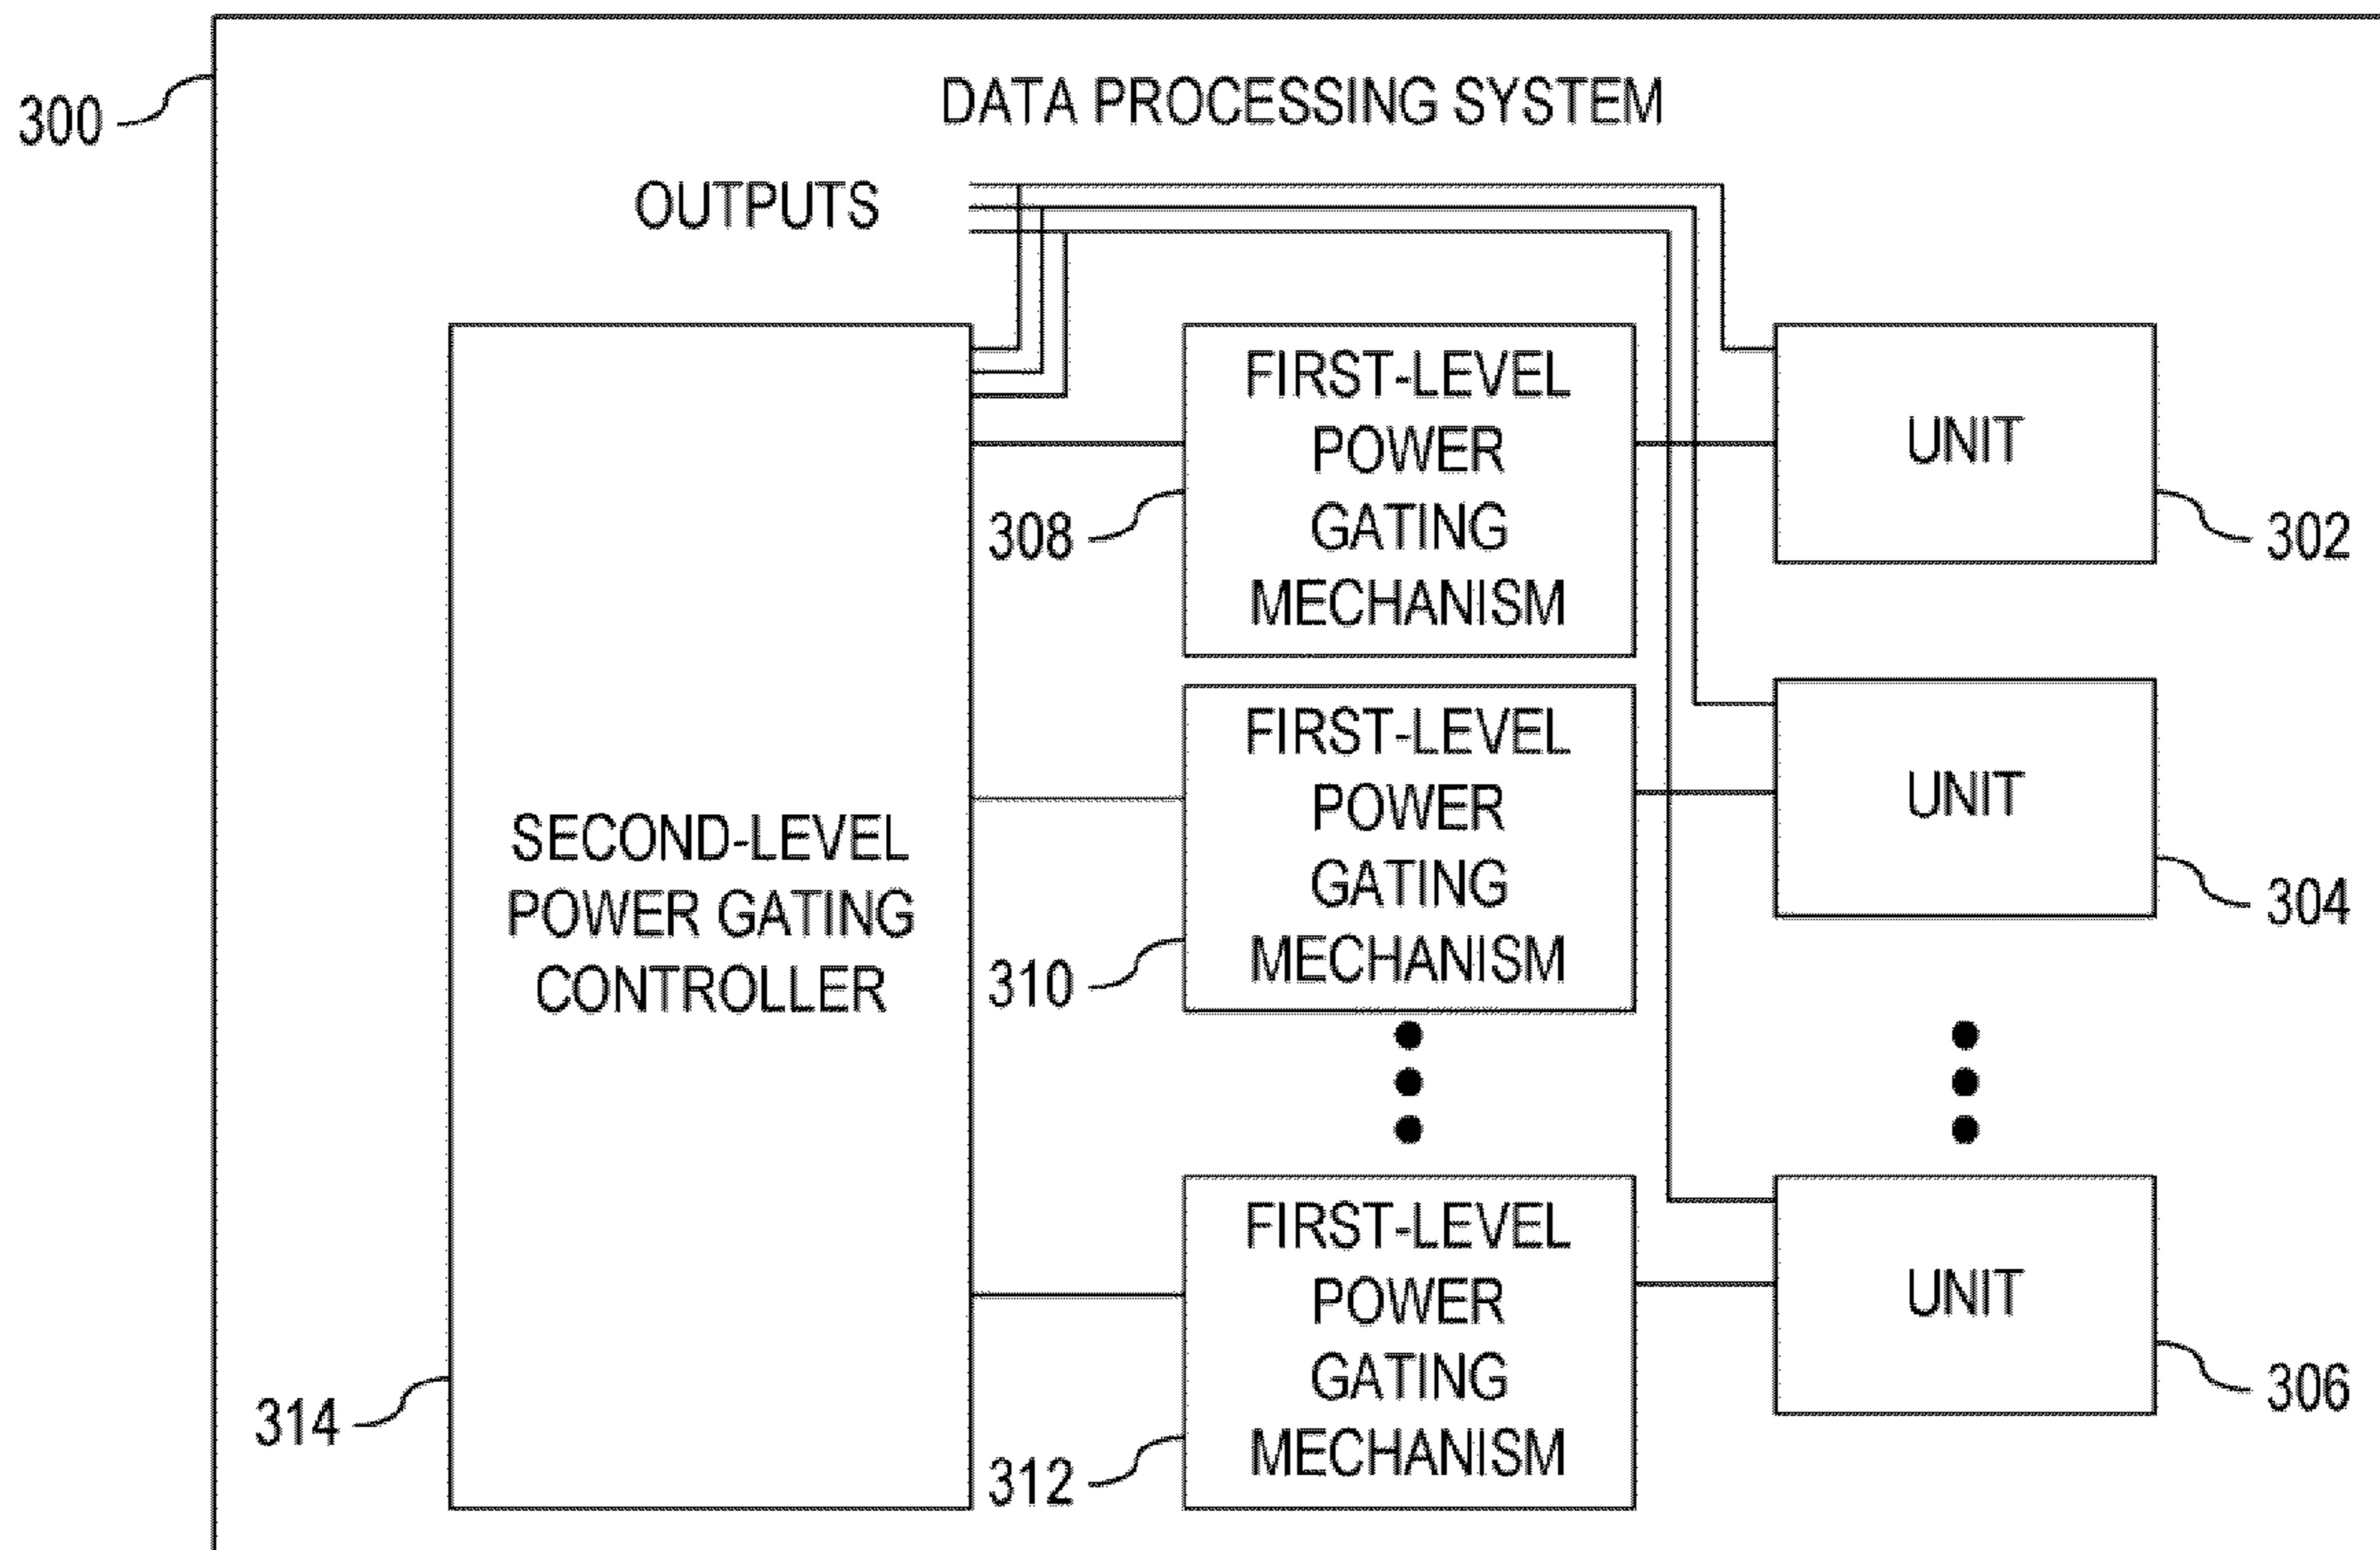 DATA PROCESSING SYSTEM
300
OUTPUTS
FIRST-LEVEL
POWER
GATING
MECHANISM
308
UNIT
302
FIRST-LEVEL
POWER
GATING
MECHANISM
310
UNIT
304
SECOND-LEVEL
POWER GATING
CONTROLLER
314
FIRST-LEVEL
POWER
GATING
MECHANISM
312
UNIT
306